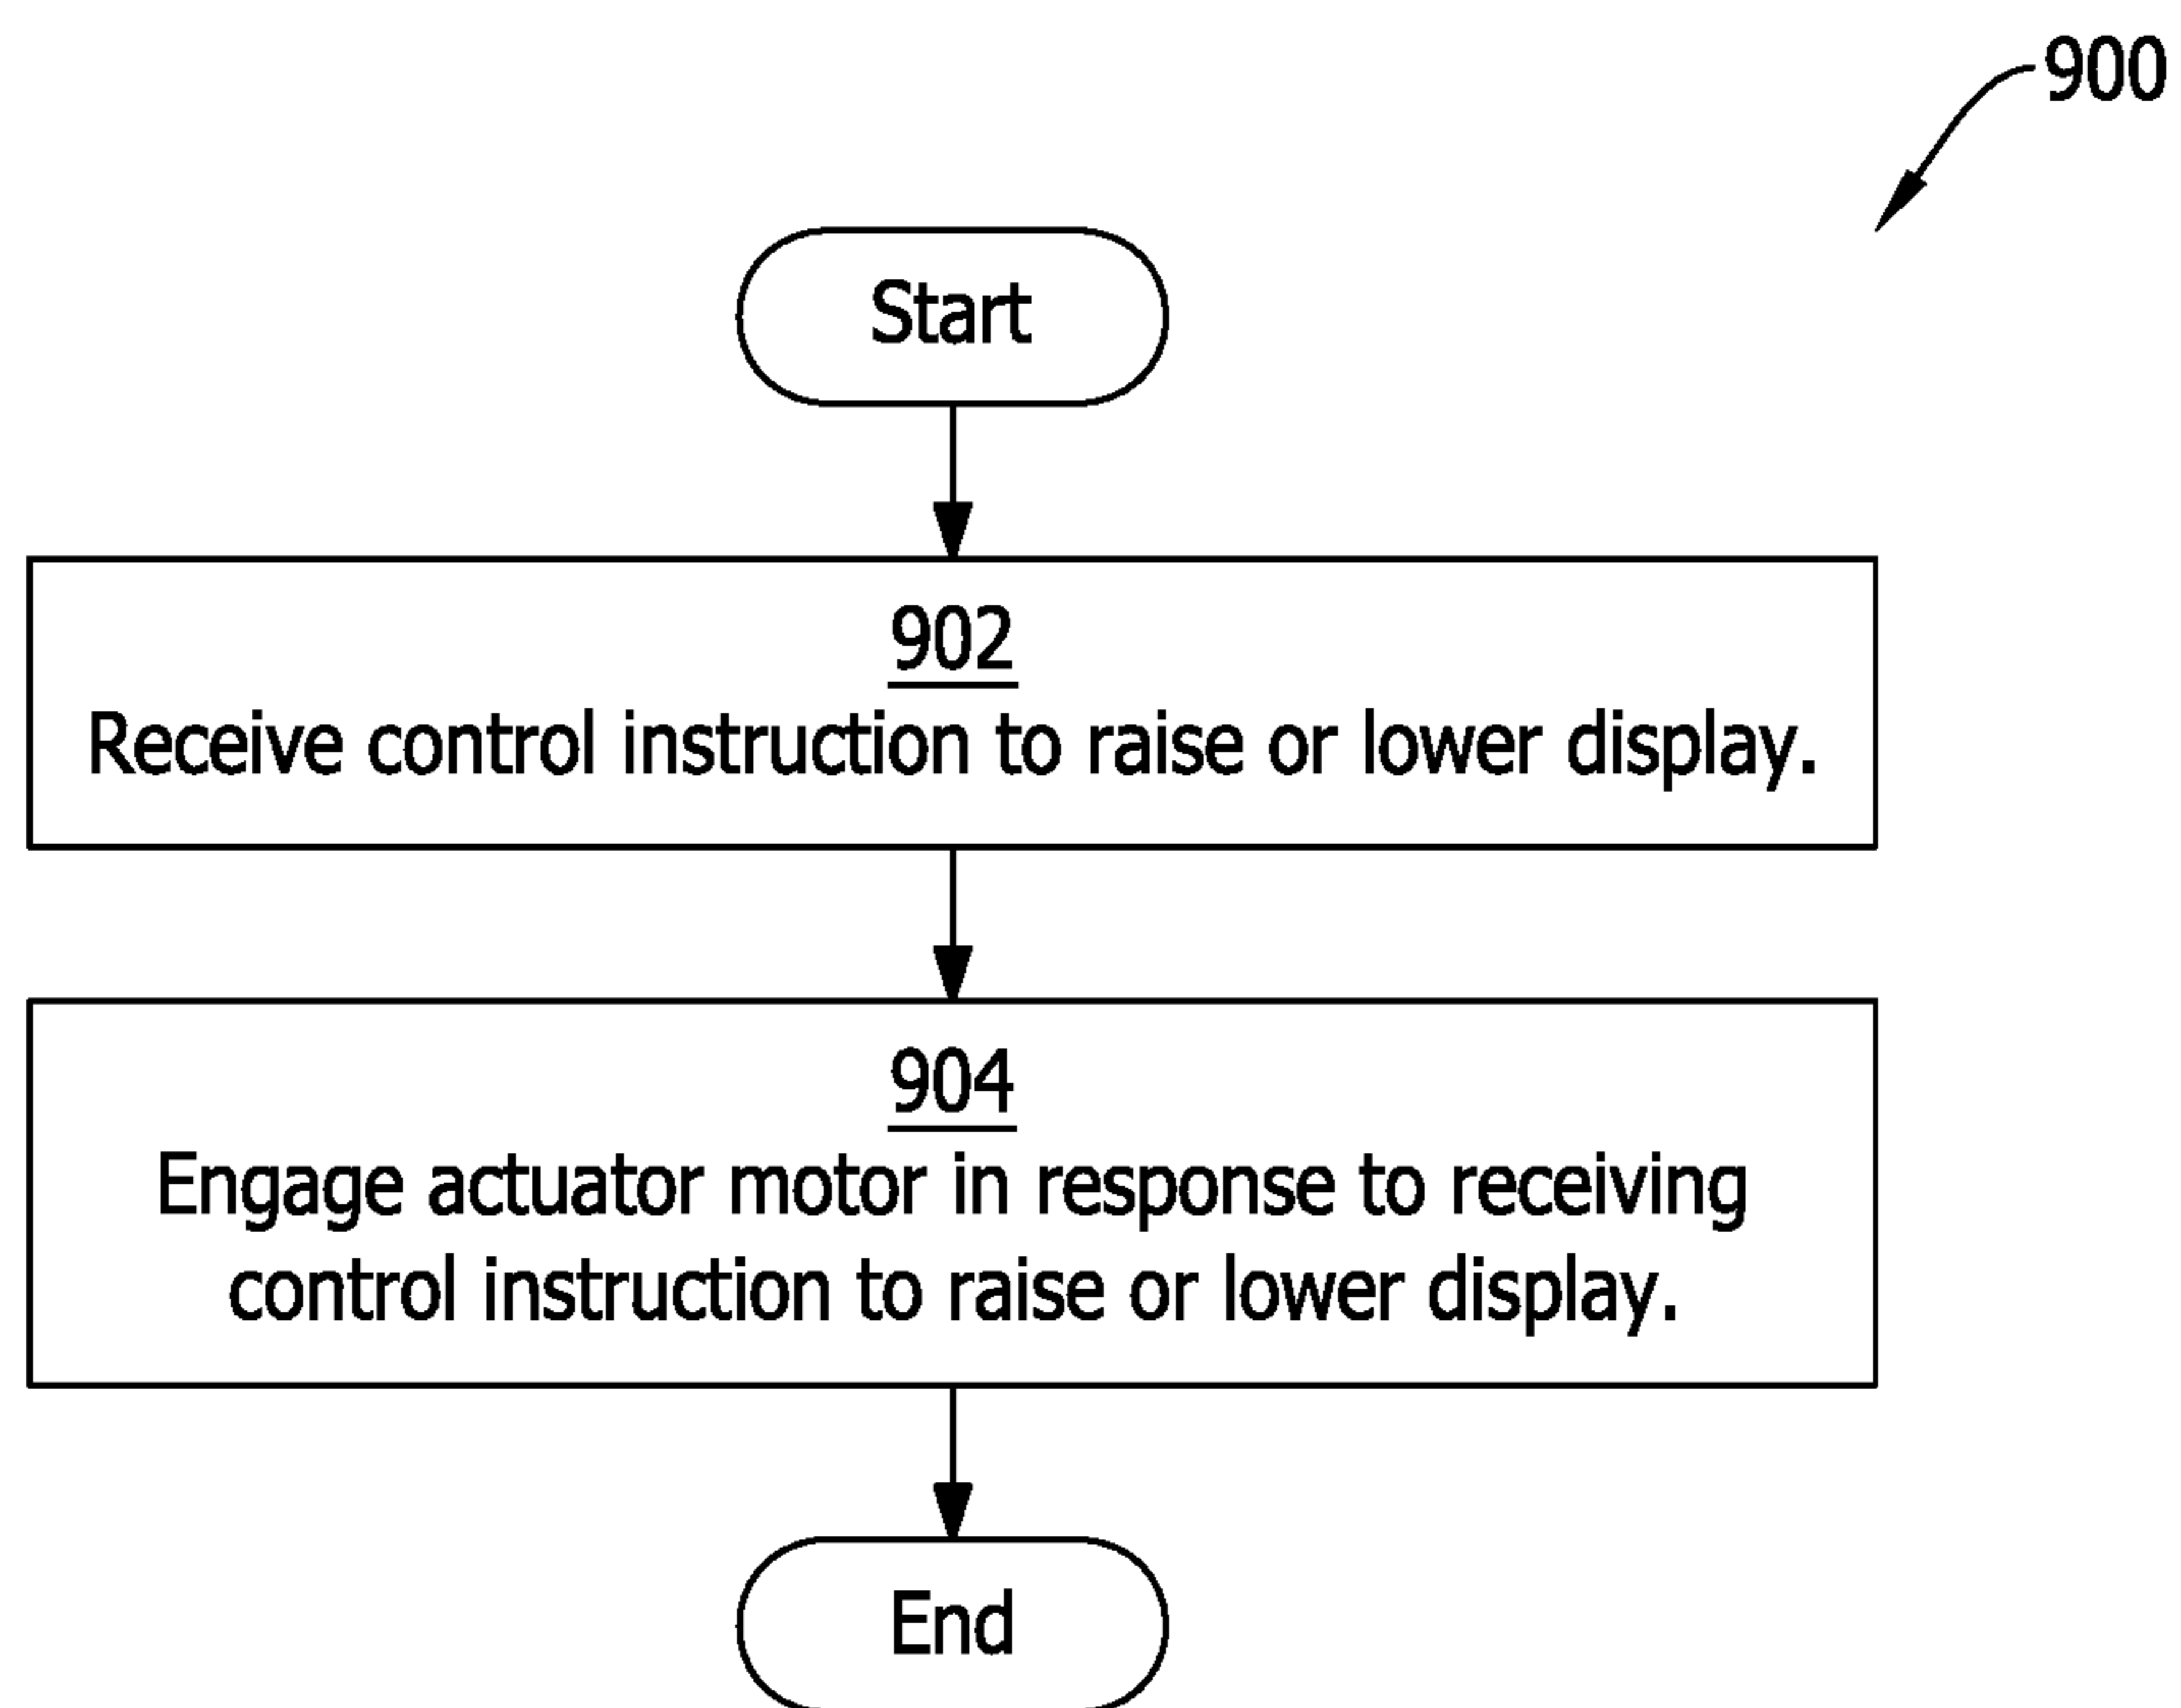 900
Start
902
Receive control instruction to raise or lower display.
904
Engage actuator motor in response to receiving
control instruction to raise or lower display.
End